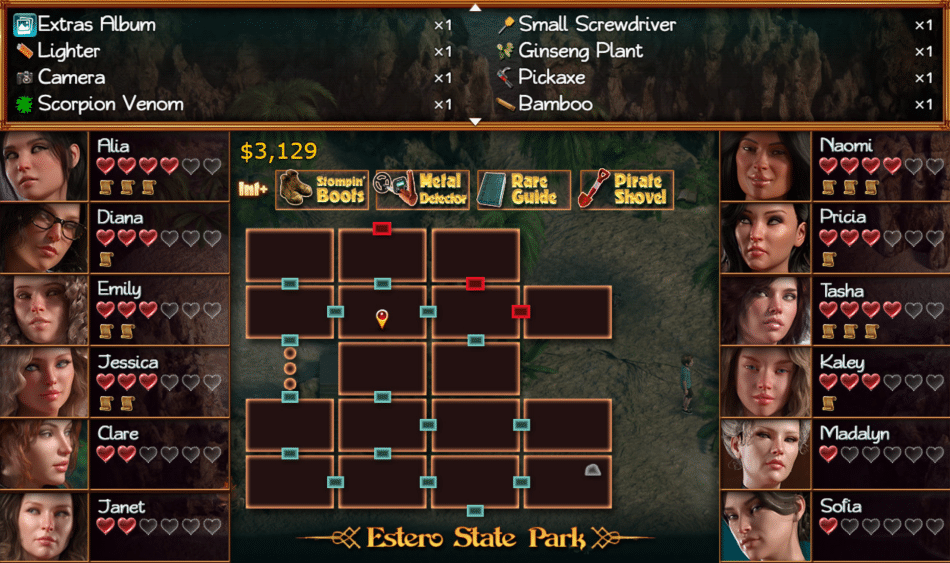 Extras Album ×1 Small Screwdriver ×1
Lighter ×1 Ginseng Plant ×1
Camera ×1 Pickaxe ×1
Scorpion Venom ×1 Bamboo ×1
$3,129
Int+ Stompin' Boots Metal Detector Rare Guide Pirate Shovel
Alia
Diana
Emily
Jessica
Clare
Janet
Naomi
Pricia
Tasha
Kaley
Madalyn
Sofia
Estero State Park